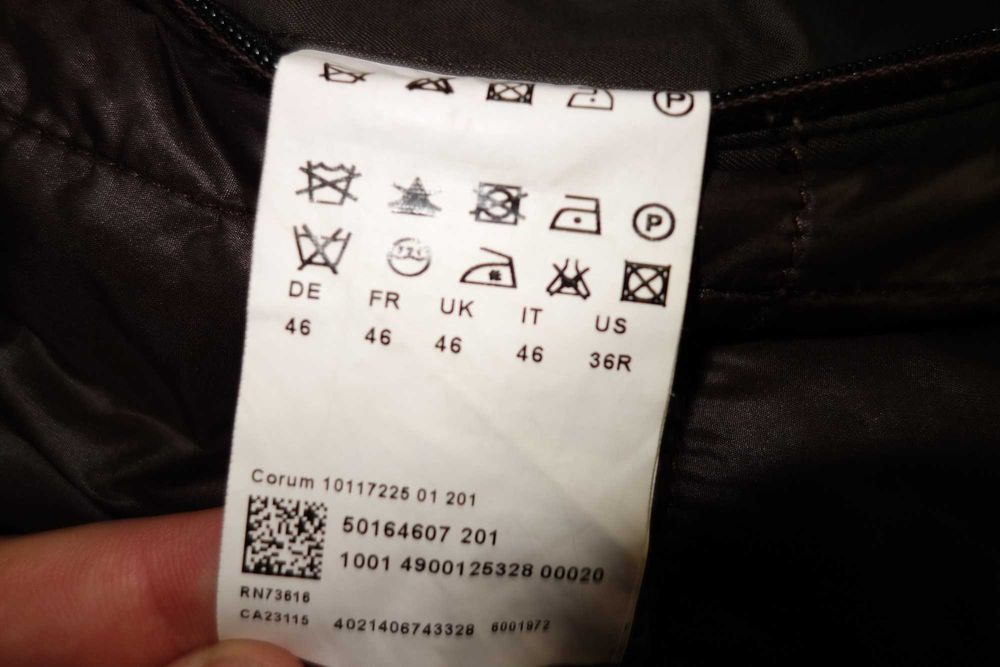 P
P
DE FR UK IT US
46 46 46 46 36R
Corum 10117225 01 201
50164607 201
1001 4900125328 00020
RN73616
CA23115 4021406743328 6001972